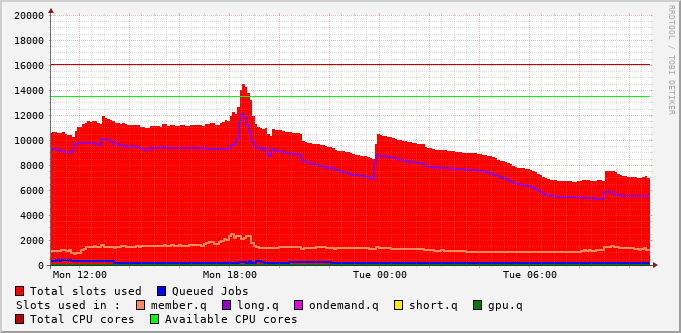 20000
18000
16000
14000
12000
10000
8000
6000
4000
2000
0
Mon 12:00 Mon 18:00 Tue 00:00 Tue 06:00
RRDTOOL / TOBI OETIKER
Total slots used Queued Jobs
Slots used in : member.q long.q ondemand.q short.q gpu.q
Total CPU cores Available CPU cores